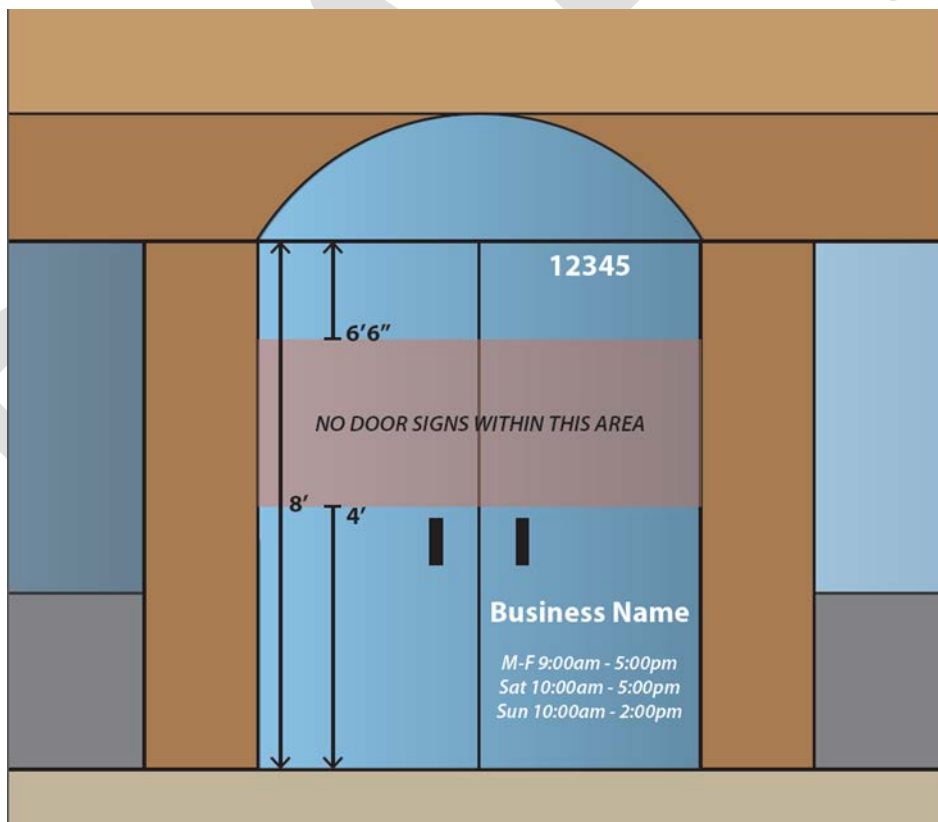 12345
6'6”
NO DOOR SIGNS WITHIN THIS AREA
8'
4'
Business Name
M-F 9:00am - 5:00pm
Sat 10:00am - 5:00pm
Sun 10:00am - 2:00pm